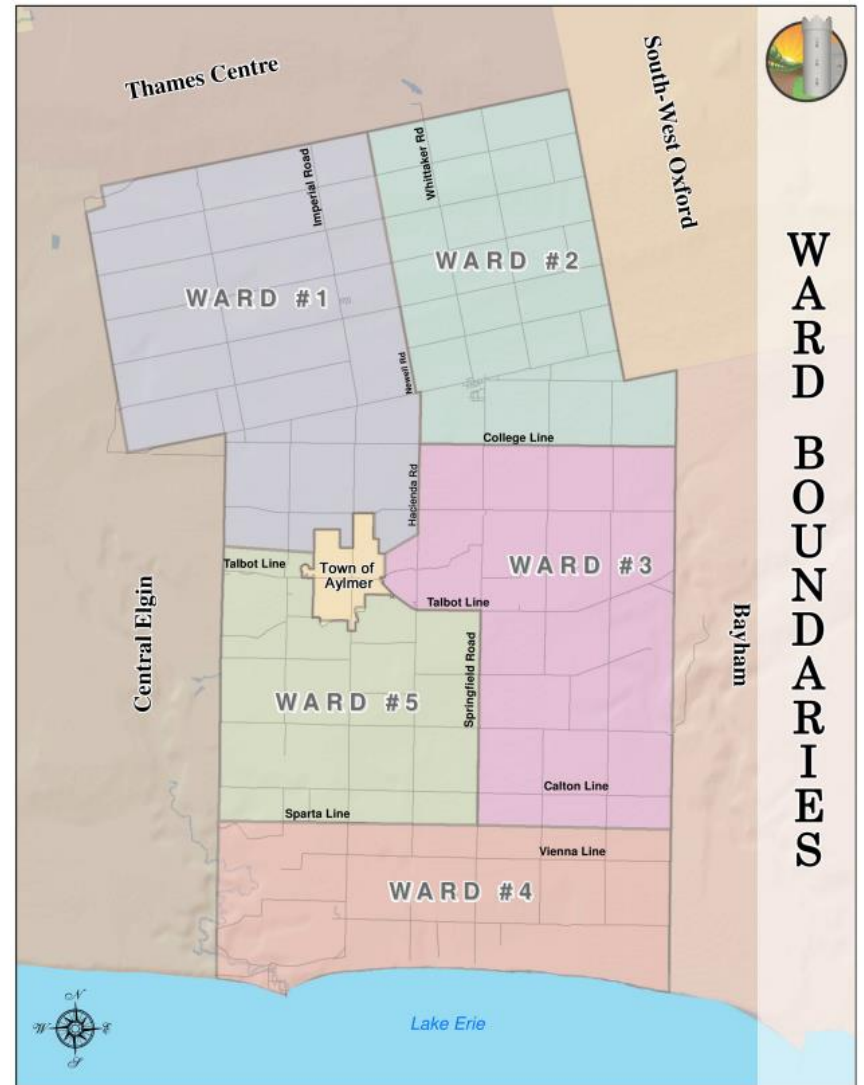 Thames Centre
South-West Oxford
WARD BOUNDARIES
Imperial Road
Whittaker Rd
WARD #1
WARD #2
Newell Rd
College Line
Hacienda Rd
Talbot Line
Town of
Aylmer
WARD #3
Talbot Line
Central Elgin
Bayham
Springfield Road
WARD #5
Calton Line
Sparta Line
Vienna Line
WARD #4
Lake Erie
N
W
E
S